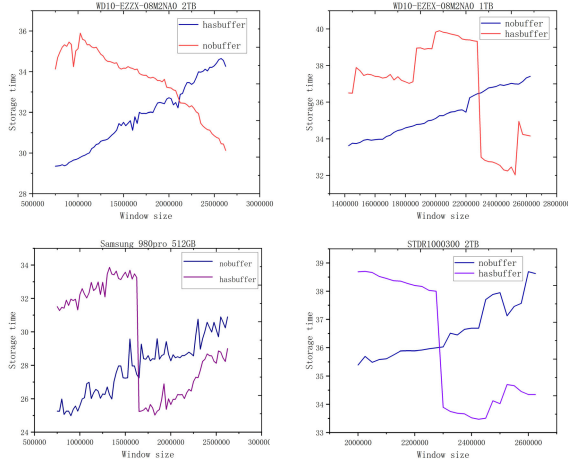 WD10-EZZX-08M2NA0 2TB
hasbuffer
nobuffer
Storage time
36
34
32
30
28
500000 1000000 1500000 2000000 2500000 3000000
Window size
WD10-EZEX-08M2NA0 1TB
nobuffer
hasbuffer
Storage time
40
38
36
34
32
1400000 1600000 1800000 2000000 2200000 2400000 2600000 2800000
Window size
Samsung 980pro 512GB
nobuffer
hasbuffer
Storage time
34
31
28
26
24
500000 1000000 1500000 2000000 2500000
Window size
STDR1000300 2TB
nobuffer
hasbuffer
Storage time
39
38
37
36
35
34
33
2000000 2200000 2400000 2600000
Window size